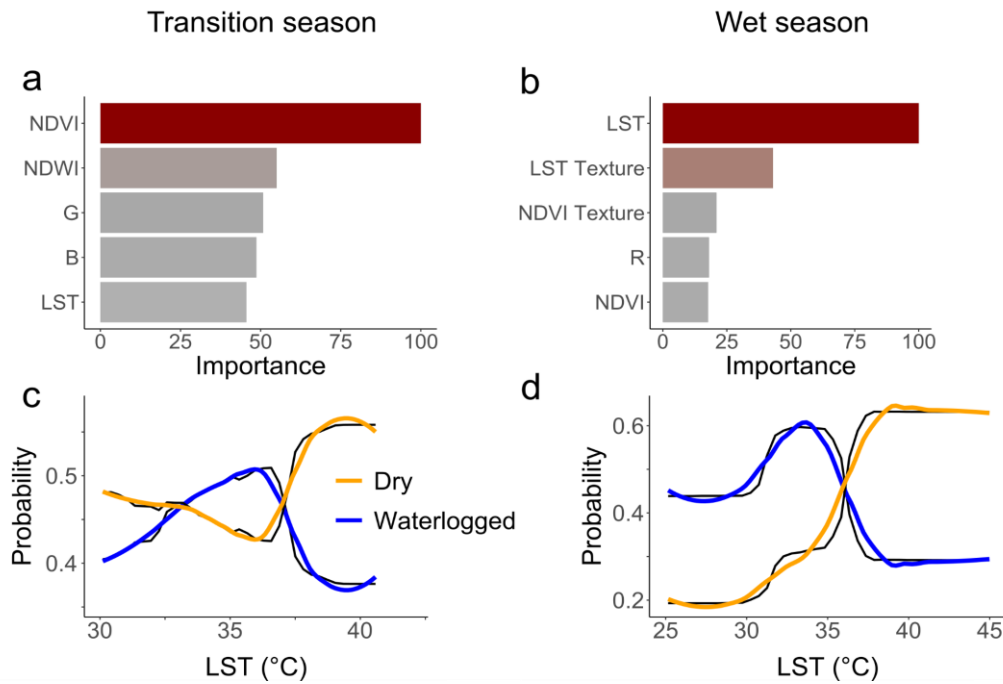 Transition season
Wet season
a
NDVI
NDWI
G
B
LST
0 25 50 75 100
Importance
b
LST
LST Texture
NDVI Texture
R
NDVI
0 25 50 75 100
Importance
c
Probability
0.5
0.4
Dry
Waterlogged
30 35 40
LST (°C)
d
Probability
0.6
0.4
0.2
25 30 35 40 45
LST (°C)